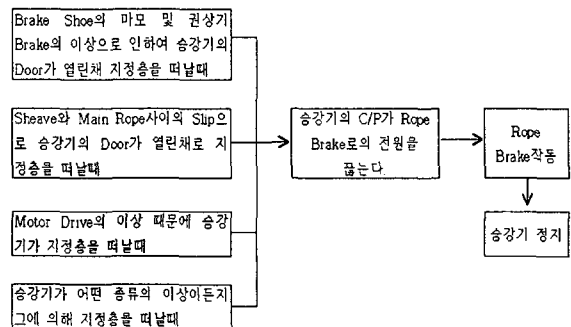 Brake Shoe의 마모 및 권상기
Brake의 이상으로 인하여 승강기의
Door가 열린채 지정층을 떠날때
Sheave와 Main Rope사이의 Slip으
로 승강기의 Door가 열린채로 지
정층을 떠날때
Motor Drive의 이상 때문에 승강
기가 지정층을 떠날때
승강기가 어떤 종류의 이상이든지
그에 의해 지정층을 떠날때
승강기의 C/P가 Rope
Brake로의 전원을
끊는다.
Rope
Brake작동
승강기 정지